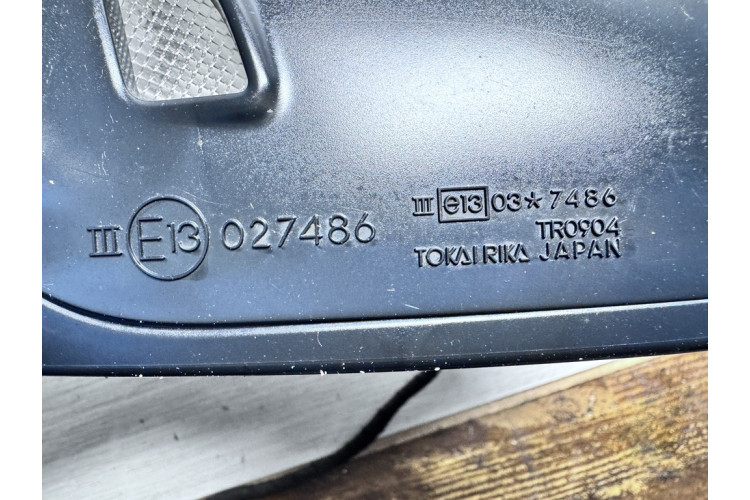 III E13 027486
III e13 03*7486
TR0904
TOKAI RIKA JAPAN